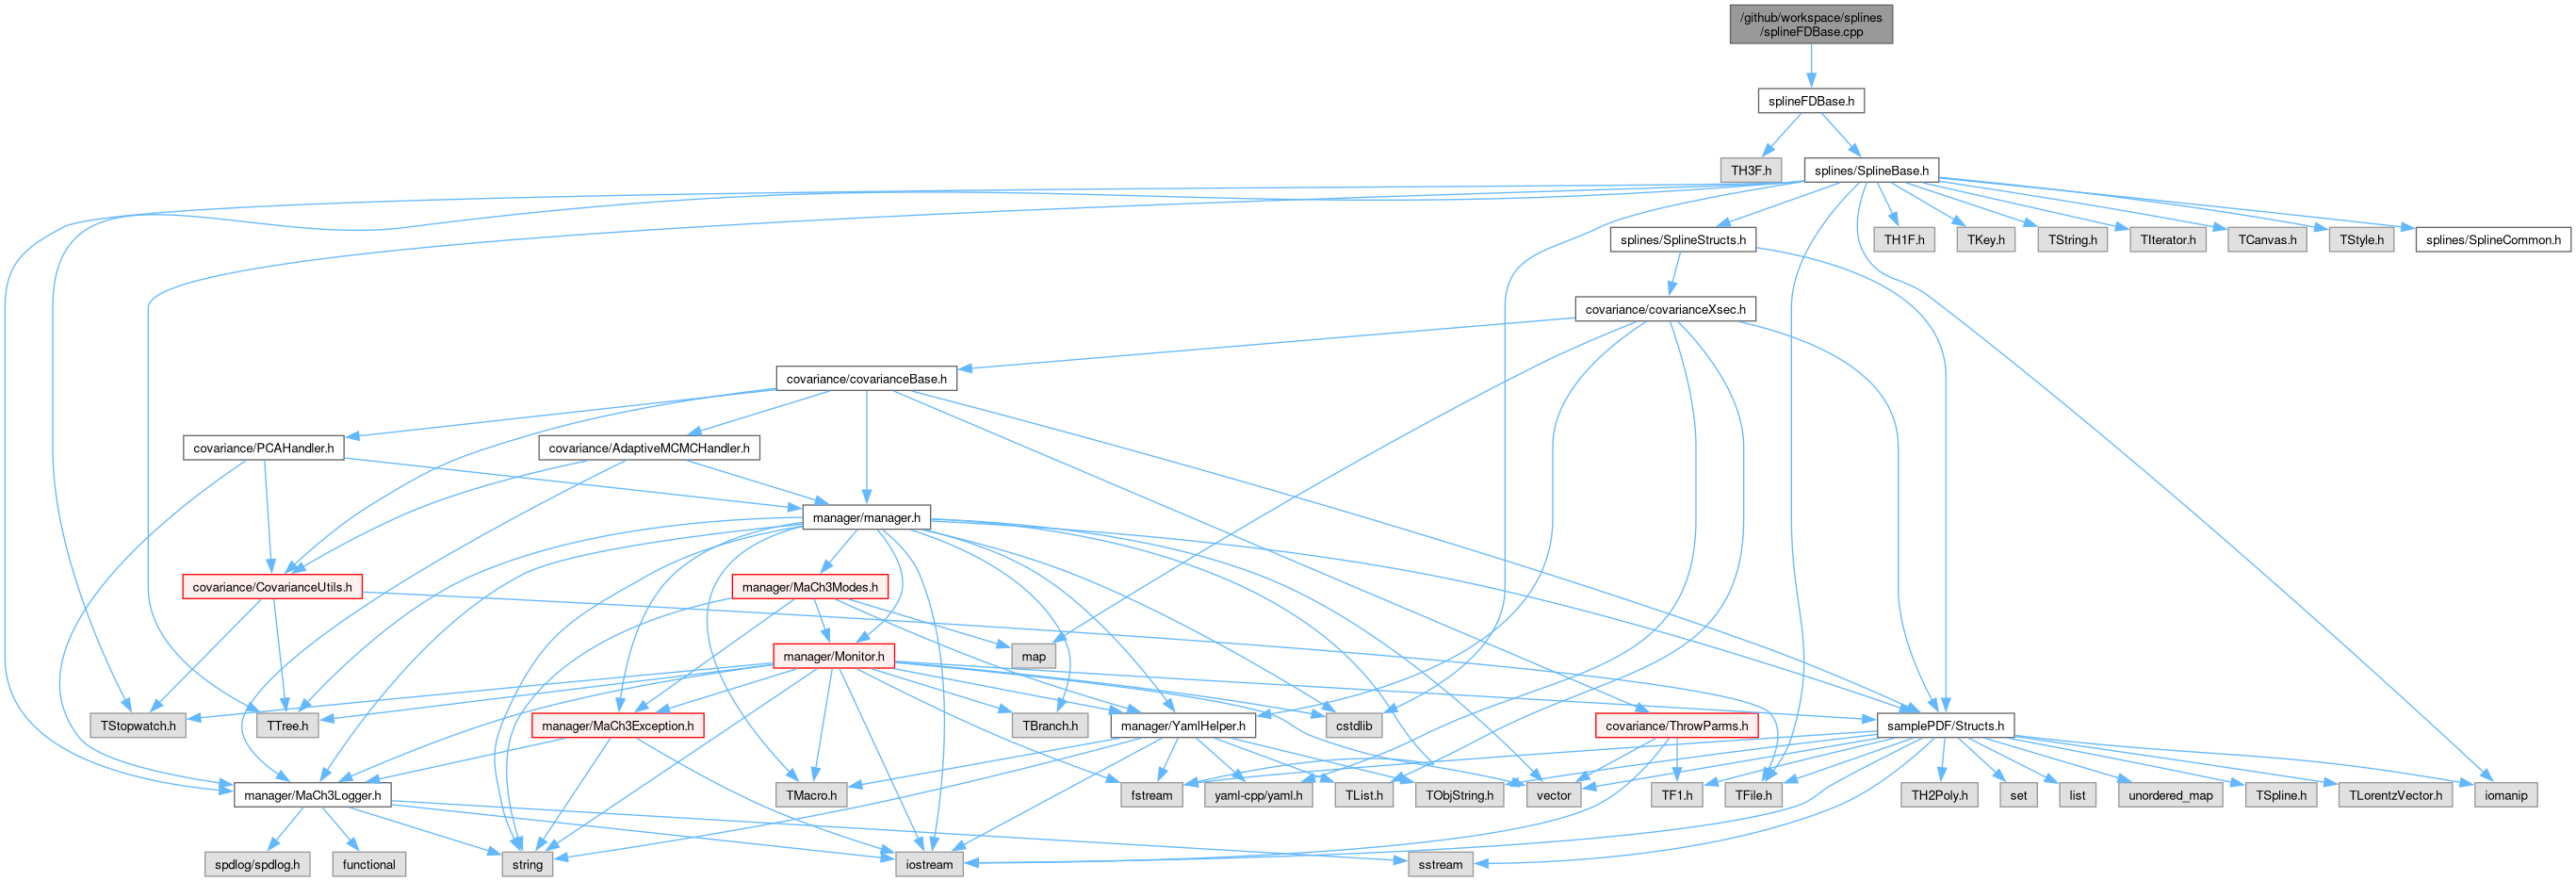 /github/workspace/splines
/splineFDBase.cpp
splineFDBase.h
TH3F.h
splines/SplineBase.h
splines/SplineStructs.h
TH1F.h
TKey.h
TString.h
TIterator.h
TCanvas.h
TStyle.h
splines/SplineCommon.h
covariance/covarianceXsec.h
covariance/covarianceBase.h
covariance/PCAHandler.h
covariance/AdaptiveMCMCHandler.h
manager/manager.h
covariance/CovarianceUtils.h
manager/MaCh3Modes.h
manager/Monitor.h
map
TStopwatch.h
TTree.h
manager/MaCh3Exception.h
TBranch.h
manager/YamlHelper.h
cstdlib
covariance/ThrowParms.h
samplePDF/Structs.h
manager/MaCh3Logger.h
TMacro.h
fstream
yaml-cpp/yaml.h
TList.h
TObjString.h
vector
TF1.h
TFile.h
TH2Poly.h
set
list
unordered_map
TSpline.h
TLorentzVector.h
iomanip
spdlog/spdlog.h
functional
string
iostream
sstream